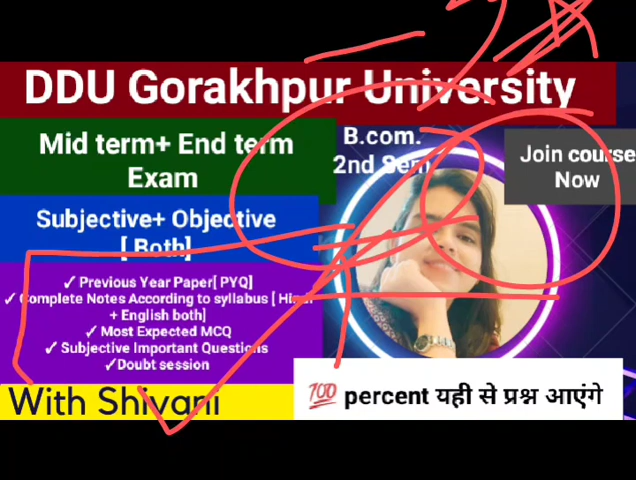 DDU Gorakhpur University
Mid term+ End term
Exam
B.com.
2nd Sem
Join course
Now
Subjective+ Objective
[ Both]
✓ Previous Year Paper[ PYQ]
✓ Complete Notes According to syllabus [ Hindi
+ English both]
✓ Most Expected MCQ
✓ Subjective Important Questions
✓Doubt session
With Shivani
💯 percent यही से प्रश्न आएंगे